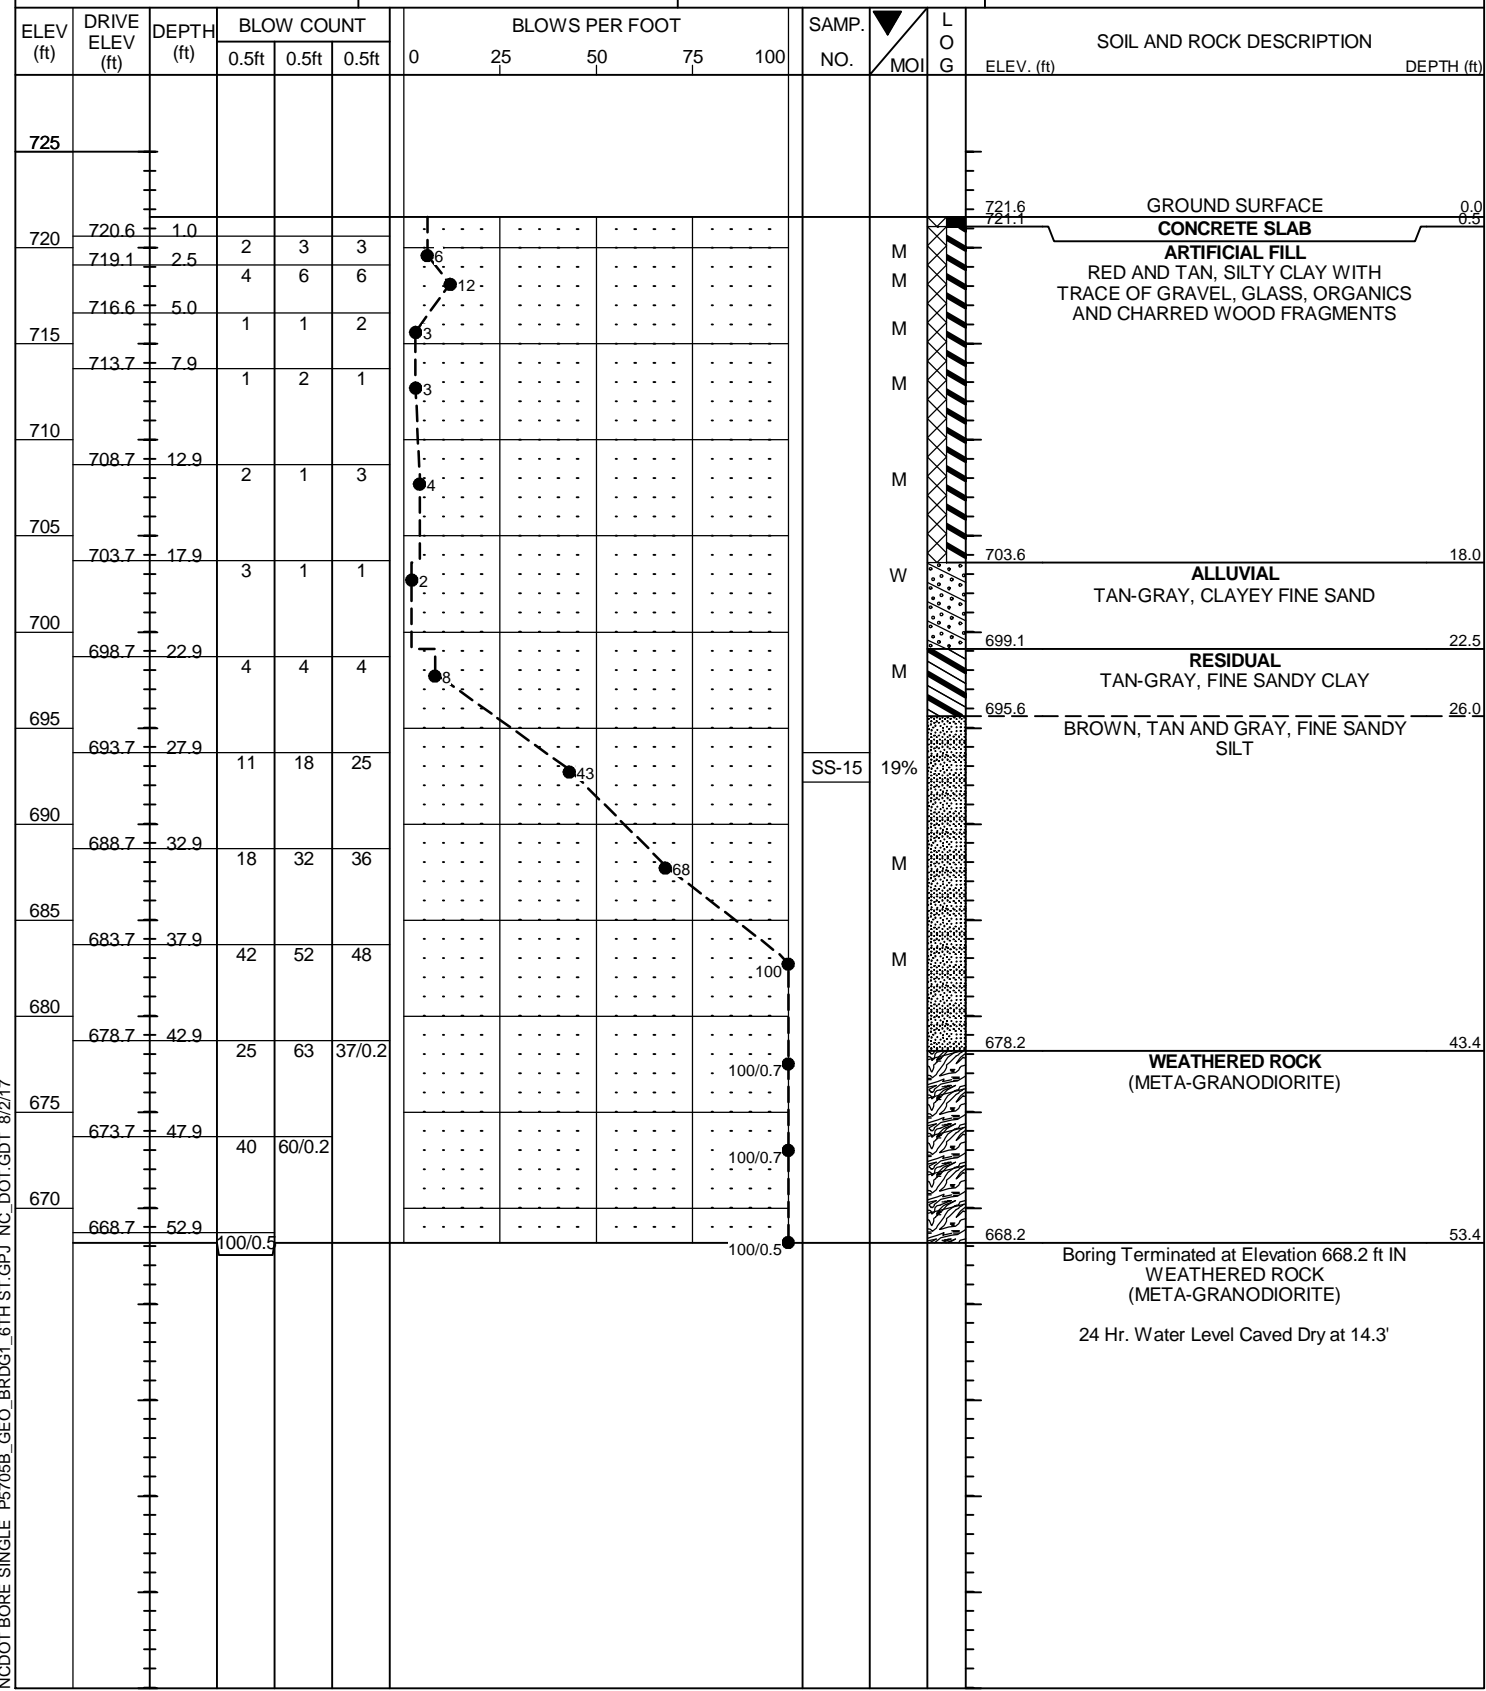 ELEV (ft) DRIVE ELEV (ft) DEPTH (ft) BLOW COUNT BLOWS PER FOOT SAMP. NO. MOI LOG SOIL AND ROCK DESCRIPTION
0.5ft 0.5ft 0.5ft 0 25 50 75 100 ELEV. (ft) DEPTH (ft)
725
721.6 GROUND SURFACE 0.0
721.1 0.5
CONCRETE SLAB
720.6 1.0
720 2 3 3 6 M
ARTIFICIAL FILL
719.1 2.5
RED AND TAN, SILTY CLAY WITH
4 6 6 12 M
TRACE OF GRAVEL, GLASS, ORGANICS
AND CHARRED WOOD FRAGMENTS
716.6 5.0
1 1 2 3 M
715
713.7 7.9
1 2 1 3 M
710
708.7 12.9
2 1 3 4 M
705
703.7 17.9 703.6 18.0
3 1 1 2 W ALLUVIAL
TAN-GRAY, CLAYEY FINE SAND
700
699.1 22.5
698.7 22.9
4 4 4 8 M RESIDUAL
TAN-GRAY, FINE SANDY CLAY
695.6 26.0
695 BROWN, TAN AND GRAY, FINE SANDY
SILT
693.7 27.9
11 18 25 43 SS-15 19%
690
688.7 32.9
18 32 36 68 M
685
683.7 37.9
42 52 48 100 M
680
678.7 42.9
678.2 43.4
25 63 37/0.2 100/0.7 WEATHERED ROCK
(META-GRANODIORITE)
675
673.7 47.9
40 60/0.2 100/0.7
670
668.7 52.9
668.2 53.4
100/0.5 100/0.5
Boring Terminated at Elevation 668.2 ft IN
WEATHERED ROCK
(META-GRANODIORITE)
24 Hr. Water Level Caved Dry at 14.3'
NCDOT BORE SINGLE P5705B_GEO_BRDG1_6TH ST.GPJ NC_DOT.GDT 8/2/17